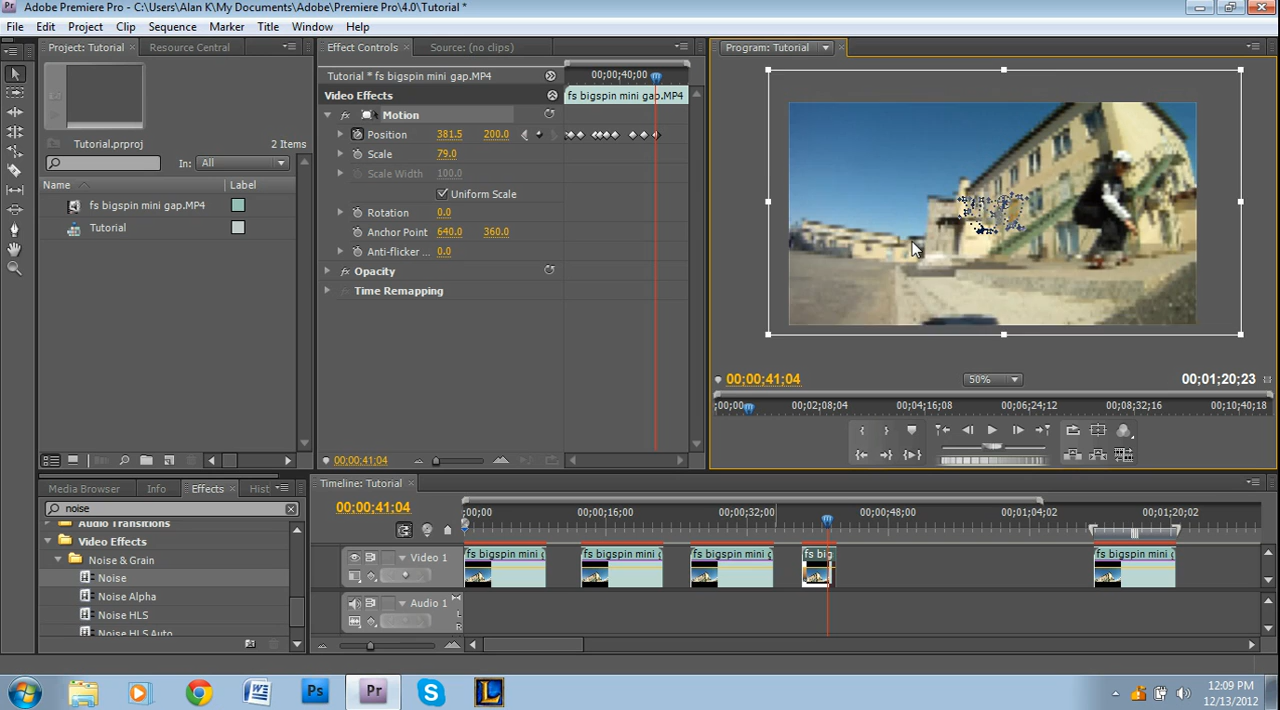 Adobe Premiere Pro - C:\Users\Alan K\My Documents\Adobe\Premiere Pro\4.0\Tutorial *
File Edit Project Clip Sequence Marker Title Window Help
Project: Tutorial Resource Central
Effect Controls Source: (no clips)
Program: Tutorial
Tutorial * fs bigspin mini gap.MP4
00;00;40;00
Video Effects
fs bigspin mini gap.MP4
Motion
Position 381.5 200.0
Scale 79.0
Scale Width 100.0
Uniform Scale
Rotation 0.0
Anchor Point 640.0 360.0
Anti-flicker ... 0.0
Opacity
Time Remapping
00;00;41;04
Tutorial.prproj
2 Items
In: All
Name Label
fs bigspin mini gap.MP4
Tutorial
00;00;41;04
50%
00;01;20;23
;00;00 00;02;08;04 00;04;16;08 00;06;24;12 00;08;32;16 00;10;40;18
Media Browser Info Effects Hist
noise
Audio Transitions
Video Effects
Noise & Grain
Noise
Noise Alpha
Noise HLS
Noise HLS Auto
Timeline: Tutorial
00;00;41;04
;00;00 00;00;16;00 00;00;32;00 00;00;48;00 00;01;04;02 00;01;20;02
Video 1
fs bigspin mini fs bigspin mini fs bigspin mini fs big fs bigspin mini
Audio 1
L
R
Ps Pr
12:09 PM
12/13/2012